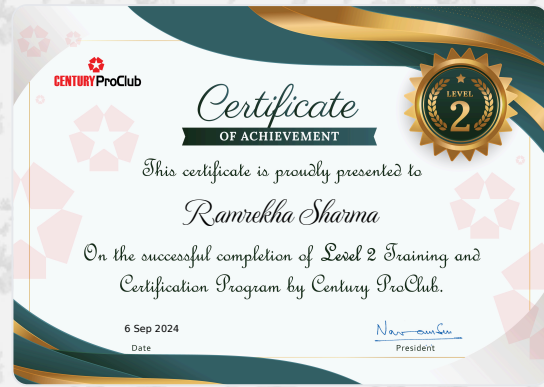 CENTURY ProClub
Certificate
OF ACHIEVEMENT
LEVEL
2
This certificate is proudly presented to
Ramrekha Sharma
On the successful completion of Level 2 Training and
Certification Program by Century ProClub.
6 Sep 2024
Date
President